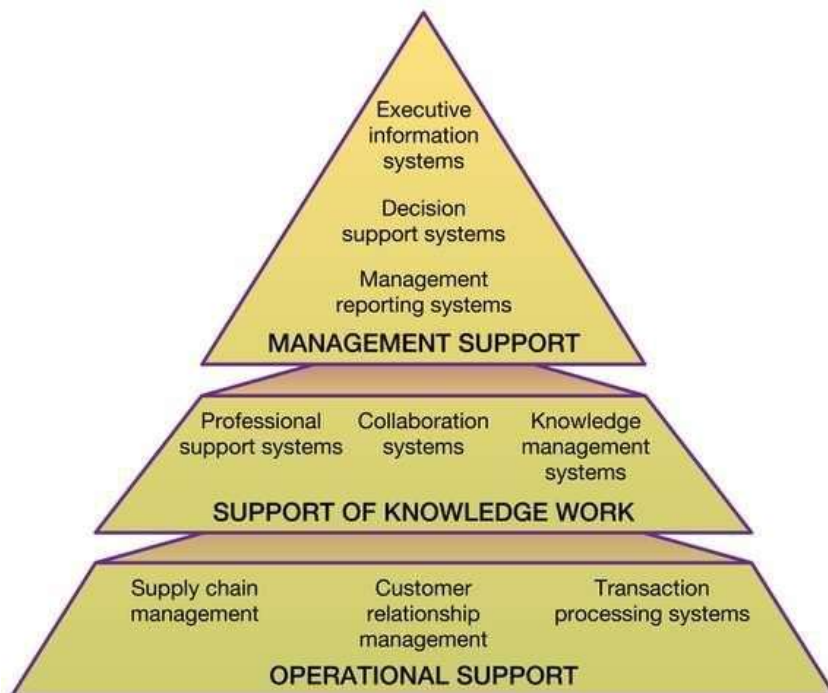 Executive
information
systems
Decision
support systems
Management
reporting systems
MANAGEMENT SUPPORT
Professional
support systems
Collaboration
systems
Knowledge
management
systems
SUPPORT OF KNOWLEDGE WORK
Supply chain
management
Customer
relationship
management
Transaction
processing systems
OPERATIONAL SUPPORT